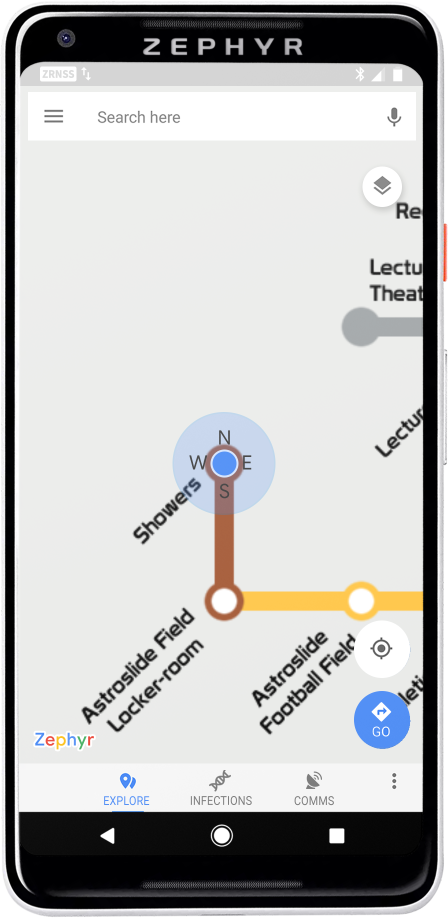 ZEPHYR
ZRNSS
Search here
Re
Lectu
Theat
Lectur
N
W E
S
Showers
Astroslide Field
Locker-room
Astroslide
Football Field
leti
Zephyr
GO
EXPLORE INFECTIONS COMMS